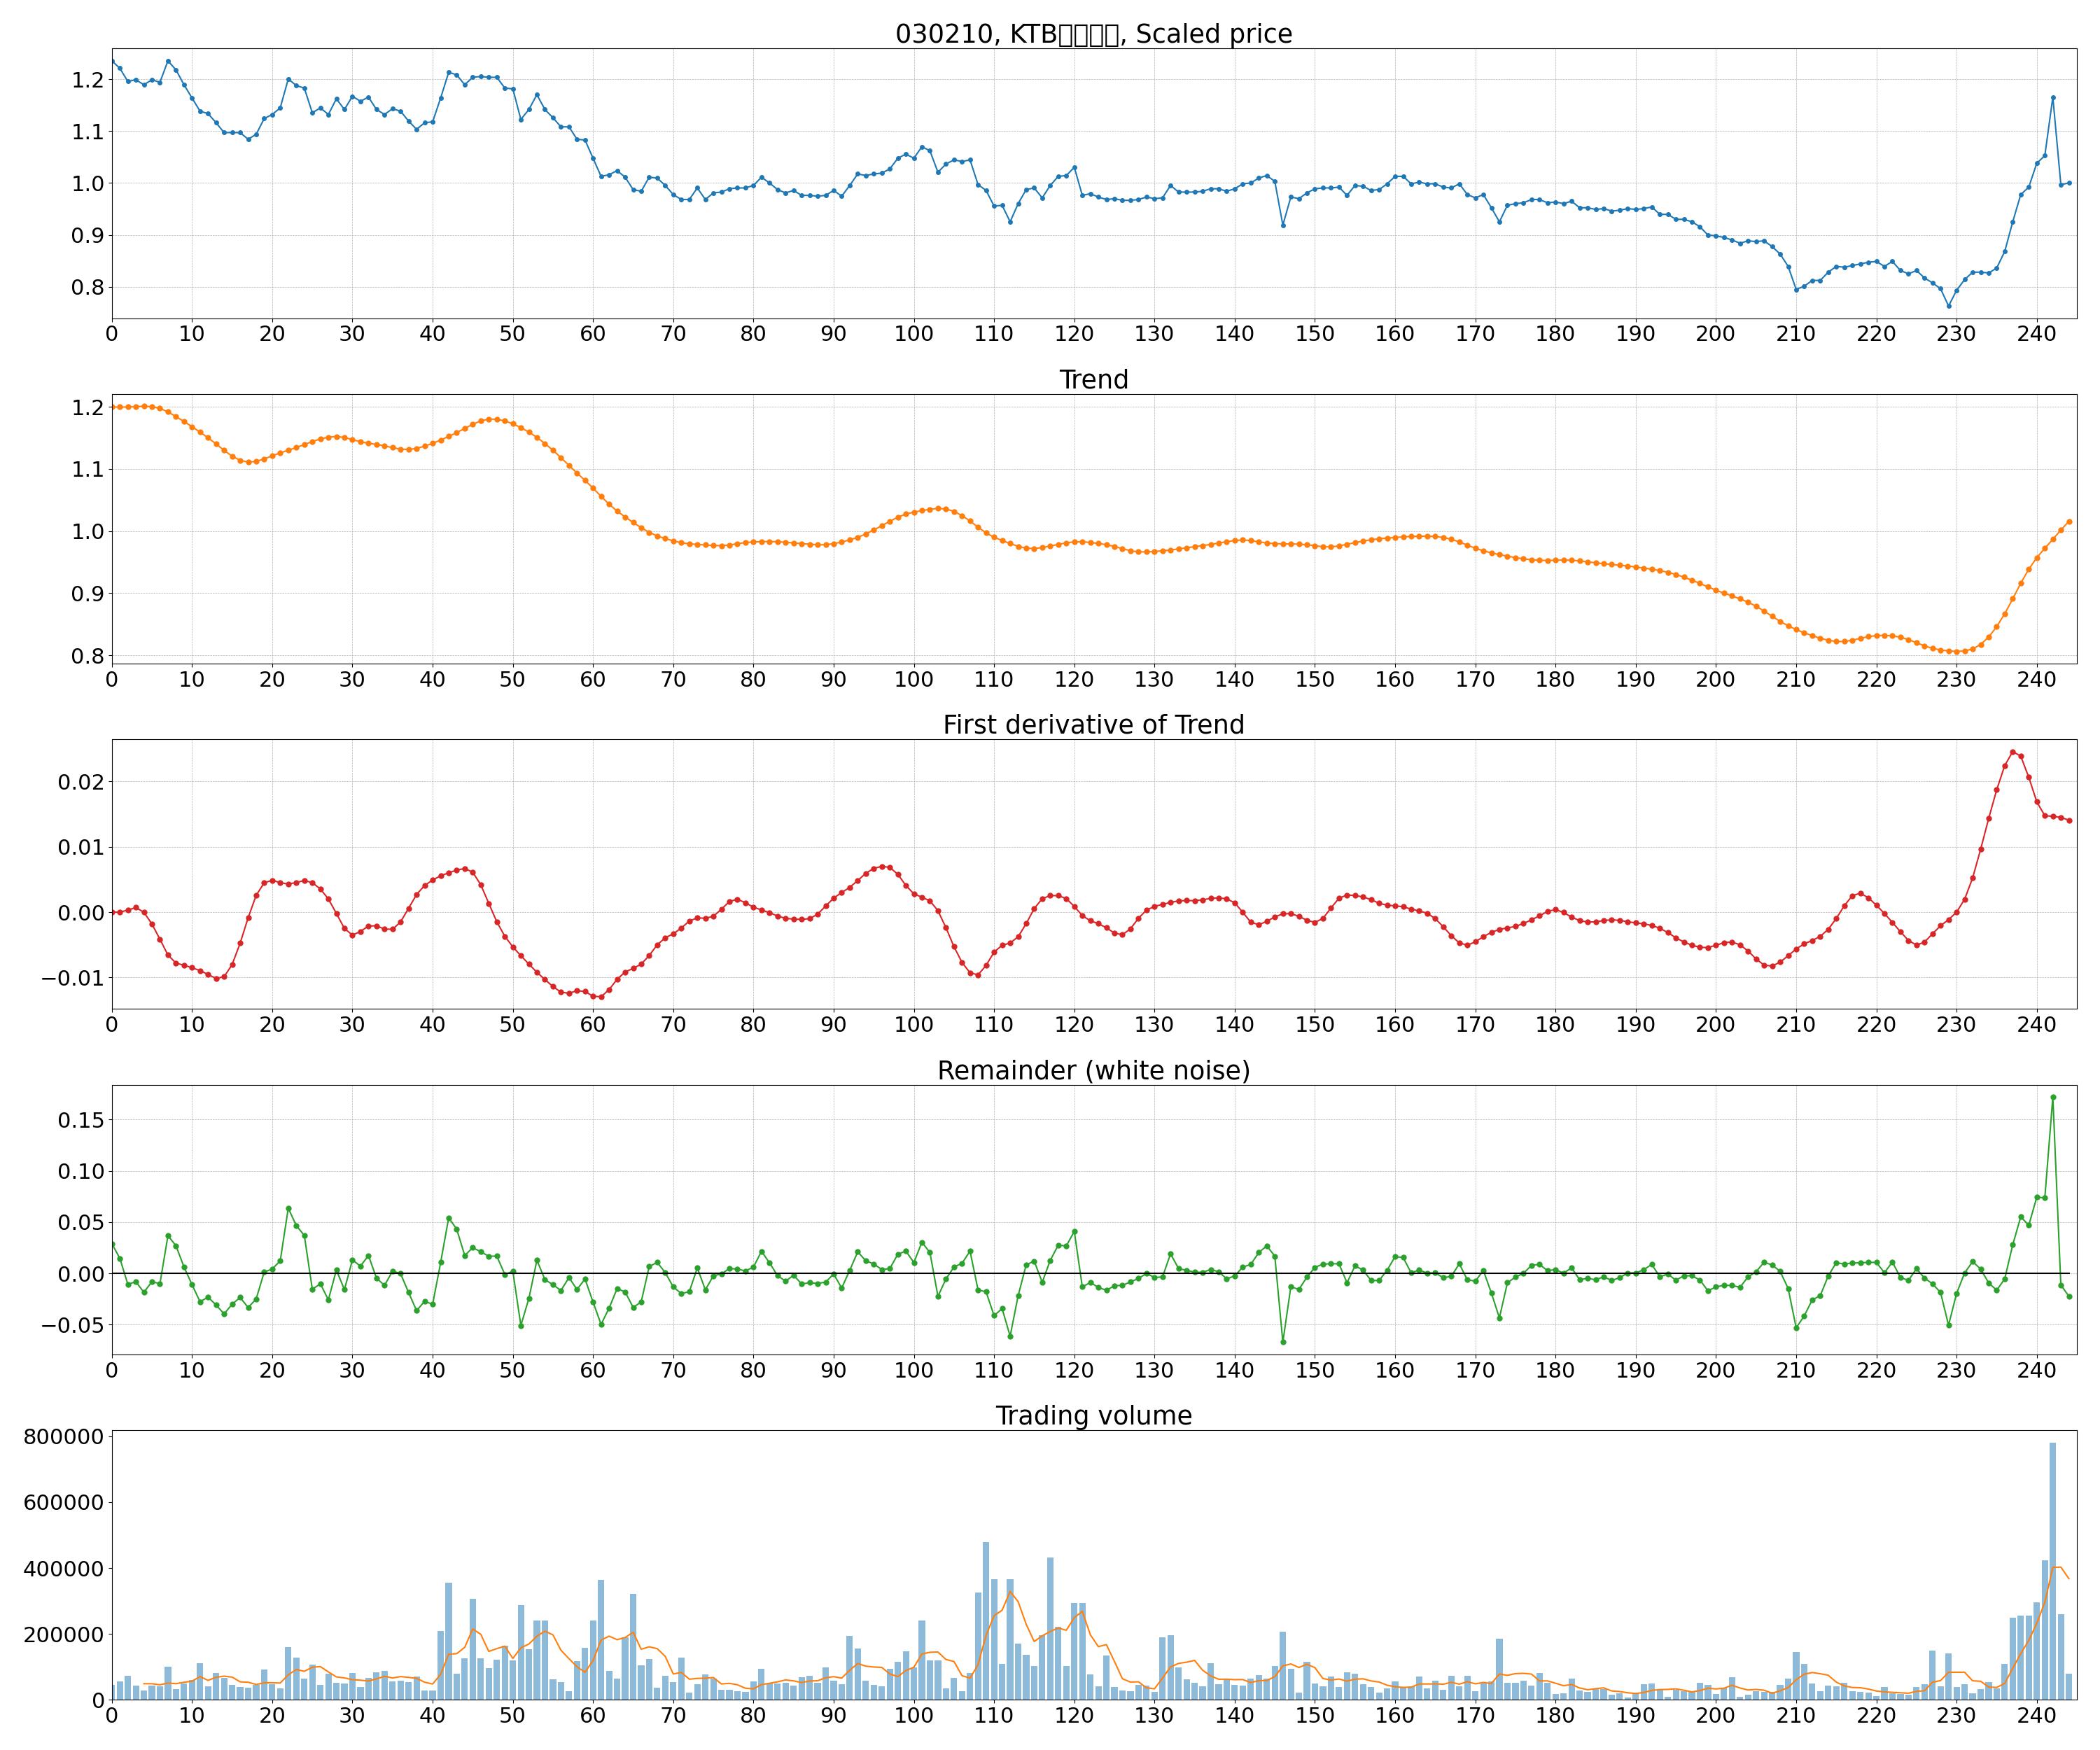 030210, KTB□□□□, Scaled price
1.2
1.1
1.0
0.9
0.8
0 10 20 30 40 50 60 70 80 90 100 110 120 130 140 150 160 170 180 190 200 210 220 230 240
Trend
1.2
1.1
1.0
0.9
0.8
0 10 20 30 40 50 60 70 80 90 100 110 120 130 140 150 160 170 180 190 200 210 220 230 240
First derivative of Trend
0.02
0.01
0.00
−0.01
0 10 20 30 40 50 60 70 80 90 100 110 120 130 140 150 160 170 180 190 200 210 220 230 240
Remainder (white noise)
0.15
0.10
0.05
0.00
−0.05
0 10 20 30 40 50 60 70 80 90 100 110 120 130 140 150 160 170 180 190 200 210 220 230 240
Trading volume
800000
600000
400000
200000
0
0 10 20 30 40 50 60 70 80 90 100 110 120 130 140 150 160 170 180 190 200 210 220 230 240